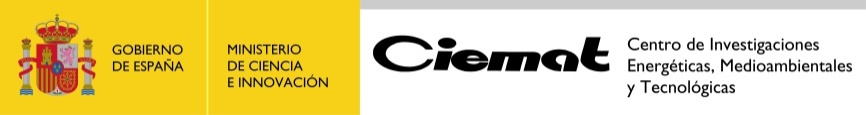 GOBIERNO
DE ESPAÑA
MINISTERIO
DE CIENCIA
E INNOVACIÓN
Ciemat
Centro de Investigaciones
Energéticas, Medioambientales
y Tecnológicas